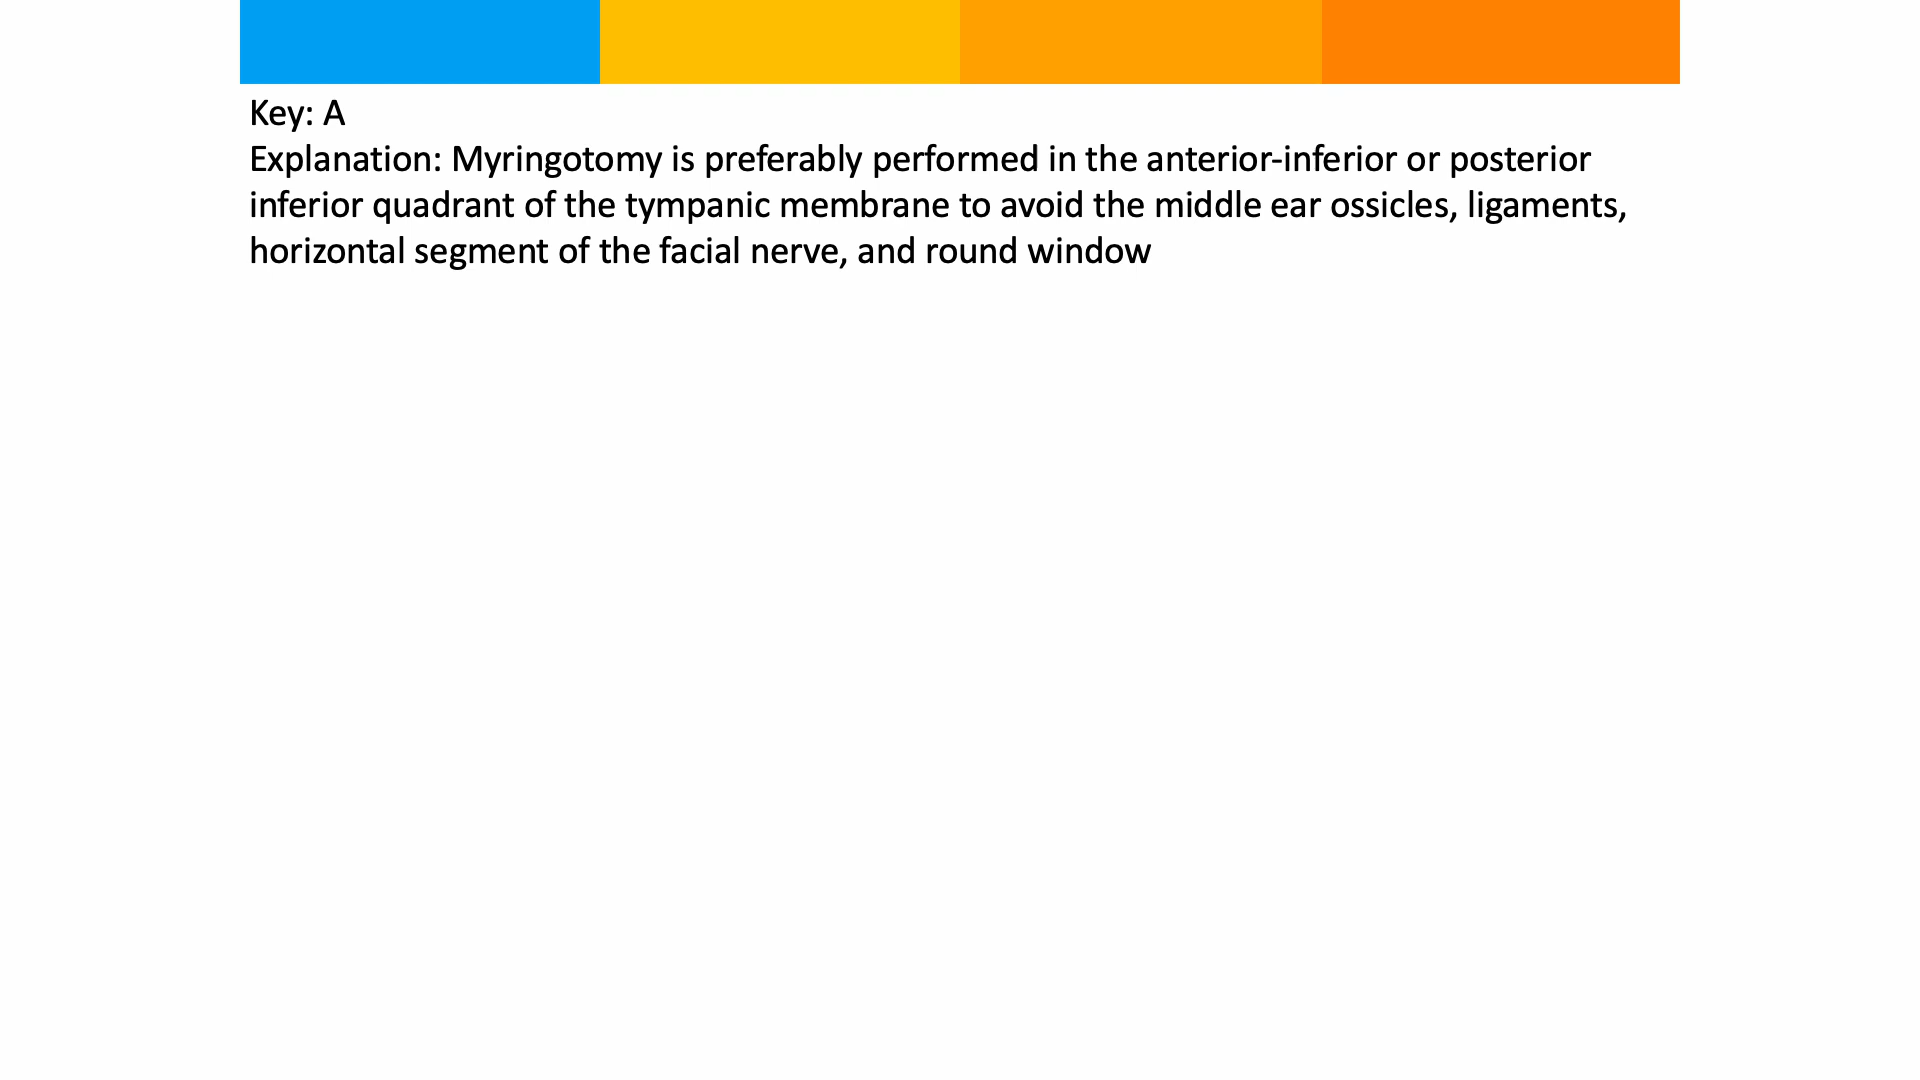 Key: A
Explanation: Myringotomy is preferably performed in the anterior-inferior or posterior
inferior quadrant of the tympanic membrane to avoid the middle ear ossicles, ligaments,
horizontal segment of the facial nerve, and round window